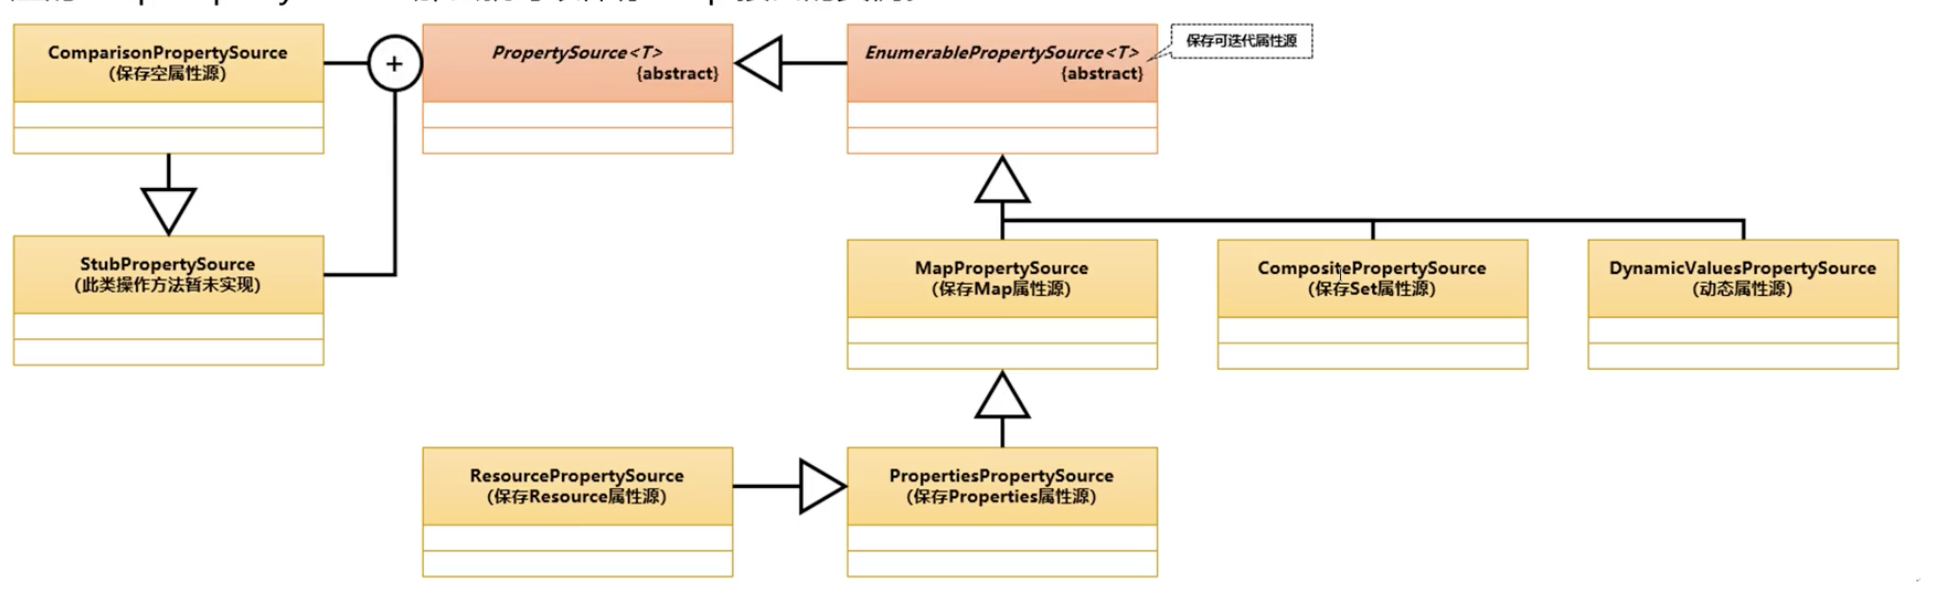 ComparisonPropertySource
(保存空属性源)
+
PropertySource<T>
{abstract}
EnumerablePropertySource<T>
{abstract}
保存可迭代属性源
StubPropertySource
(此类操作方法暂未实现)
MapPropertySource
(保存Map属性源)
CompositePropertySource
(保存Set属性源)
DynamicValuesPropertySource
(动态属性源)
ResourcePropertySource
(保存Resource属性源)
PropertiesPropertySource
(保存Properties属性源)